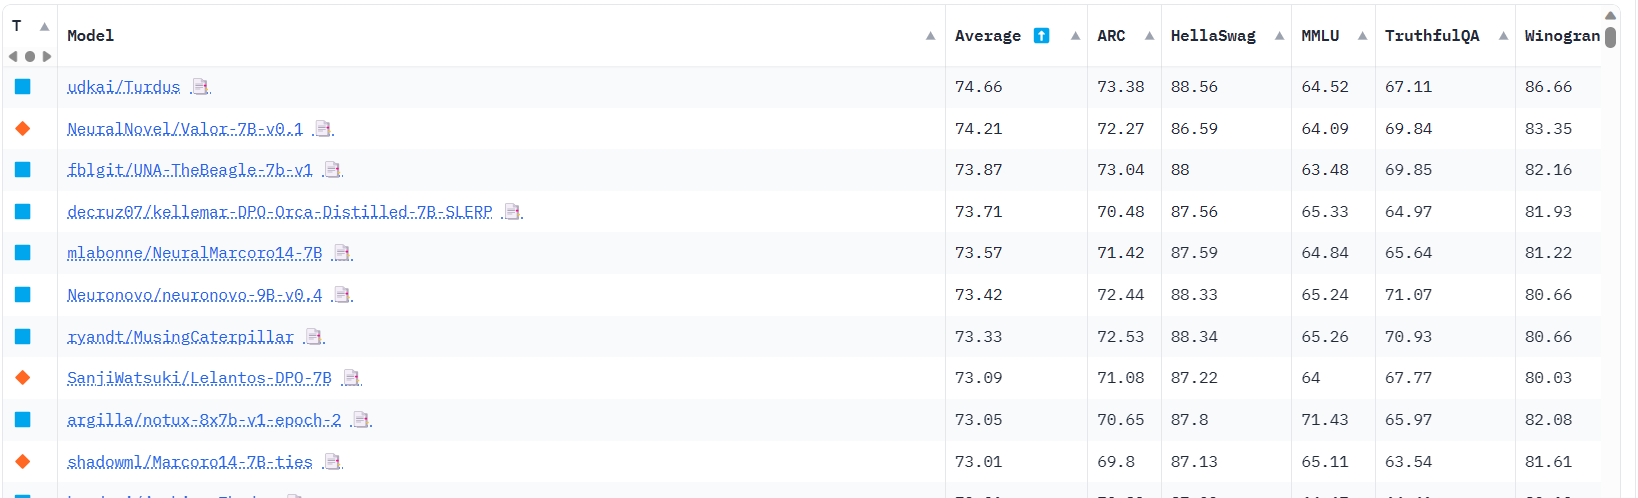 T Model Average ARC HellaSwag MMLU TruthfulQA Winogran
udkai/Turdus 74.66 73.38 88.56 64.52 67.11 86.66
NeuralNovel/Valor-7B-v0.1 74.21 72.27 86.59 64.09 69.84 83.35
fblgit/UNA-TheBeagle-7b-v1 73.87 73.04 88 63.48 69.85 82.16
decruz07/kellemar-DPO-Orca-Distilled-7B-SLERP 73.71 70.48 87.56 65.33 64.97 81.93
mlabonne/NeuralMarcoro14-7B 73.57 71.42 87.59 64.84 65.64 81.22
Neuronovo/neuronovo-9B-v0.4 73.42 72.44 88.33 65.24 71.07 80.66
ryandt/MusingCaterpillar 73.33 72.53 88.34 65.26 70.93 80.66
SanjiWatsuki/Lelantos-DPO-7B 73.09 71.08 87.22 64 67.77 80.03
argilla/notux-8x7b-v1-epoch-2 73.05 70.65 87.8 71.43 65.97 82.08
shadowml/Marcoro14-7B-ties 73.01 69.8 87.13 65.11 63.54 81.61